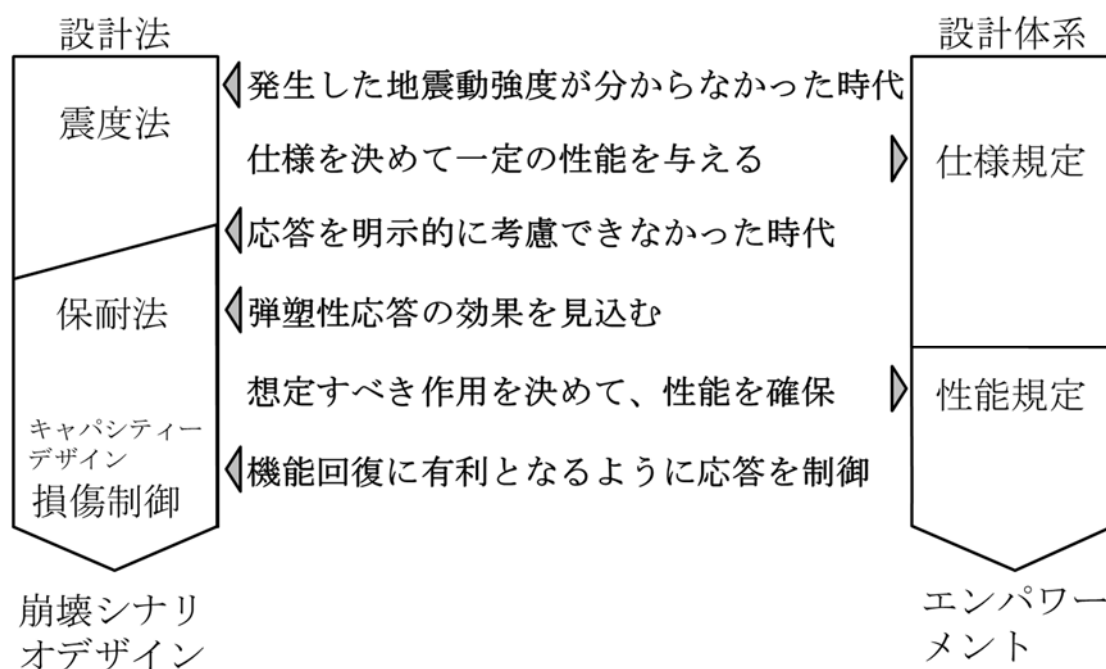 設計法
設計体系
発生した地震動強度が分からなかった時代
震度法
仕様を決めて一定の性能を与える
仕様規定
応答を明示的に考慮できなかった時代
保耐法
弾塑性応答の効果を見込む
想定すべき作用を決めて、性能を確保
性能規定
キャパシティー
デザイン
損傷制御
機能回復に有利となるように応答を制御
崩壊シナリ
オデザイン
エンパワー
メント